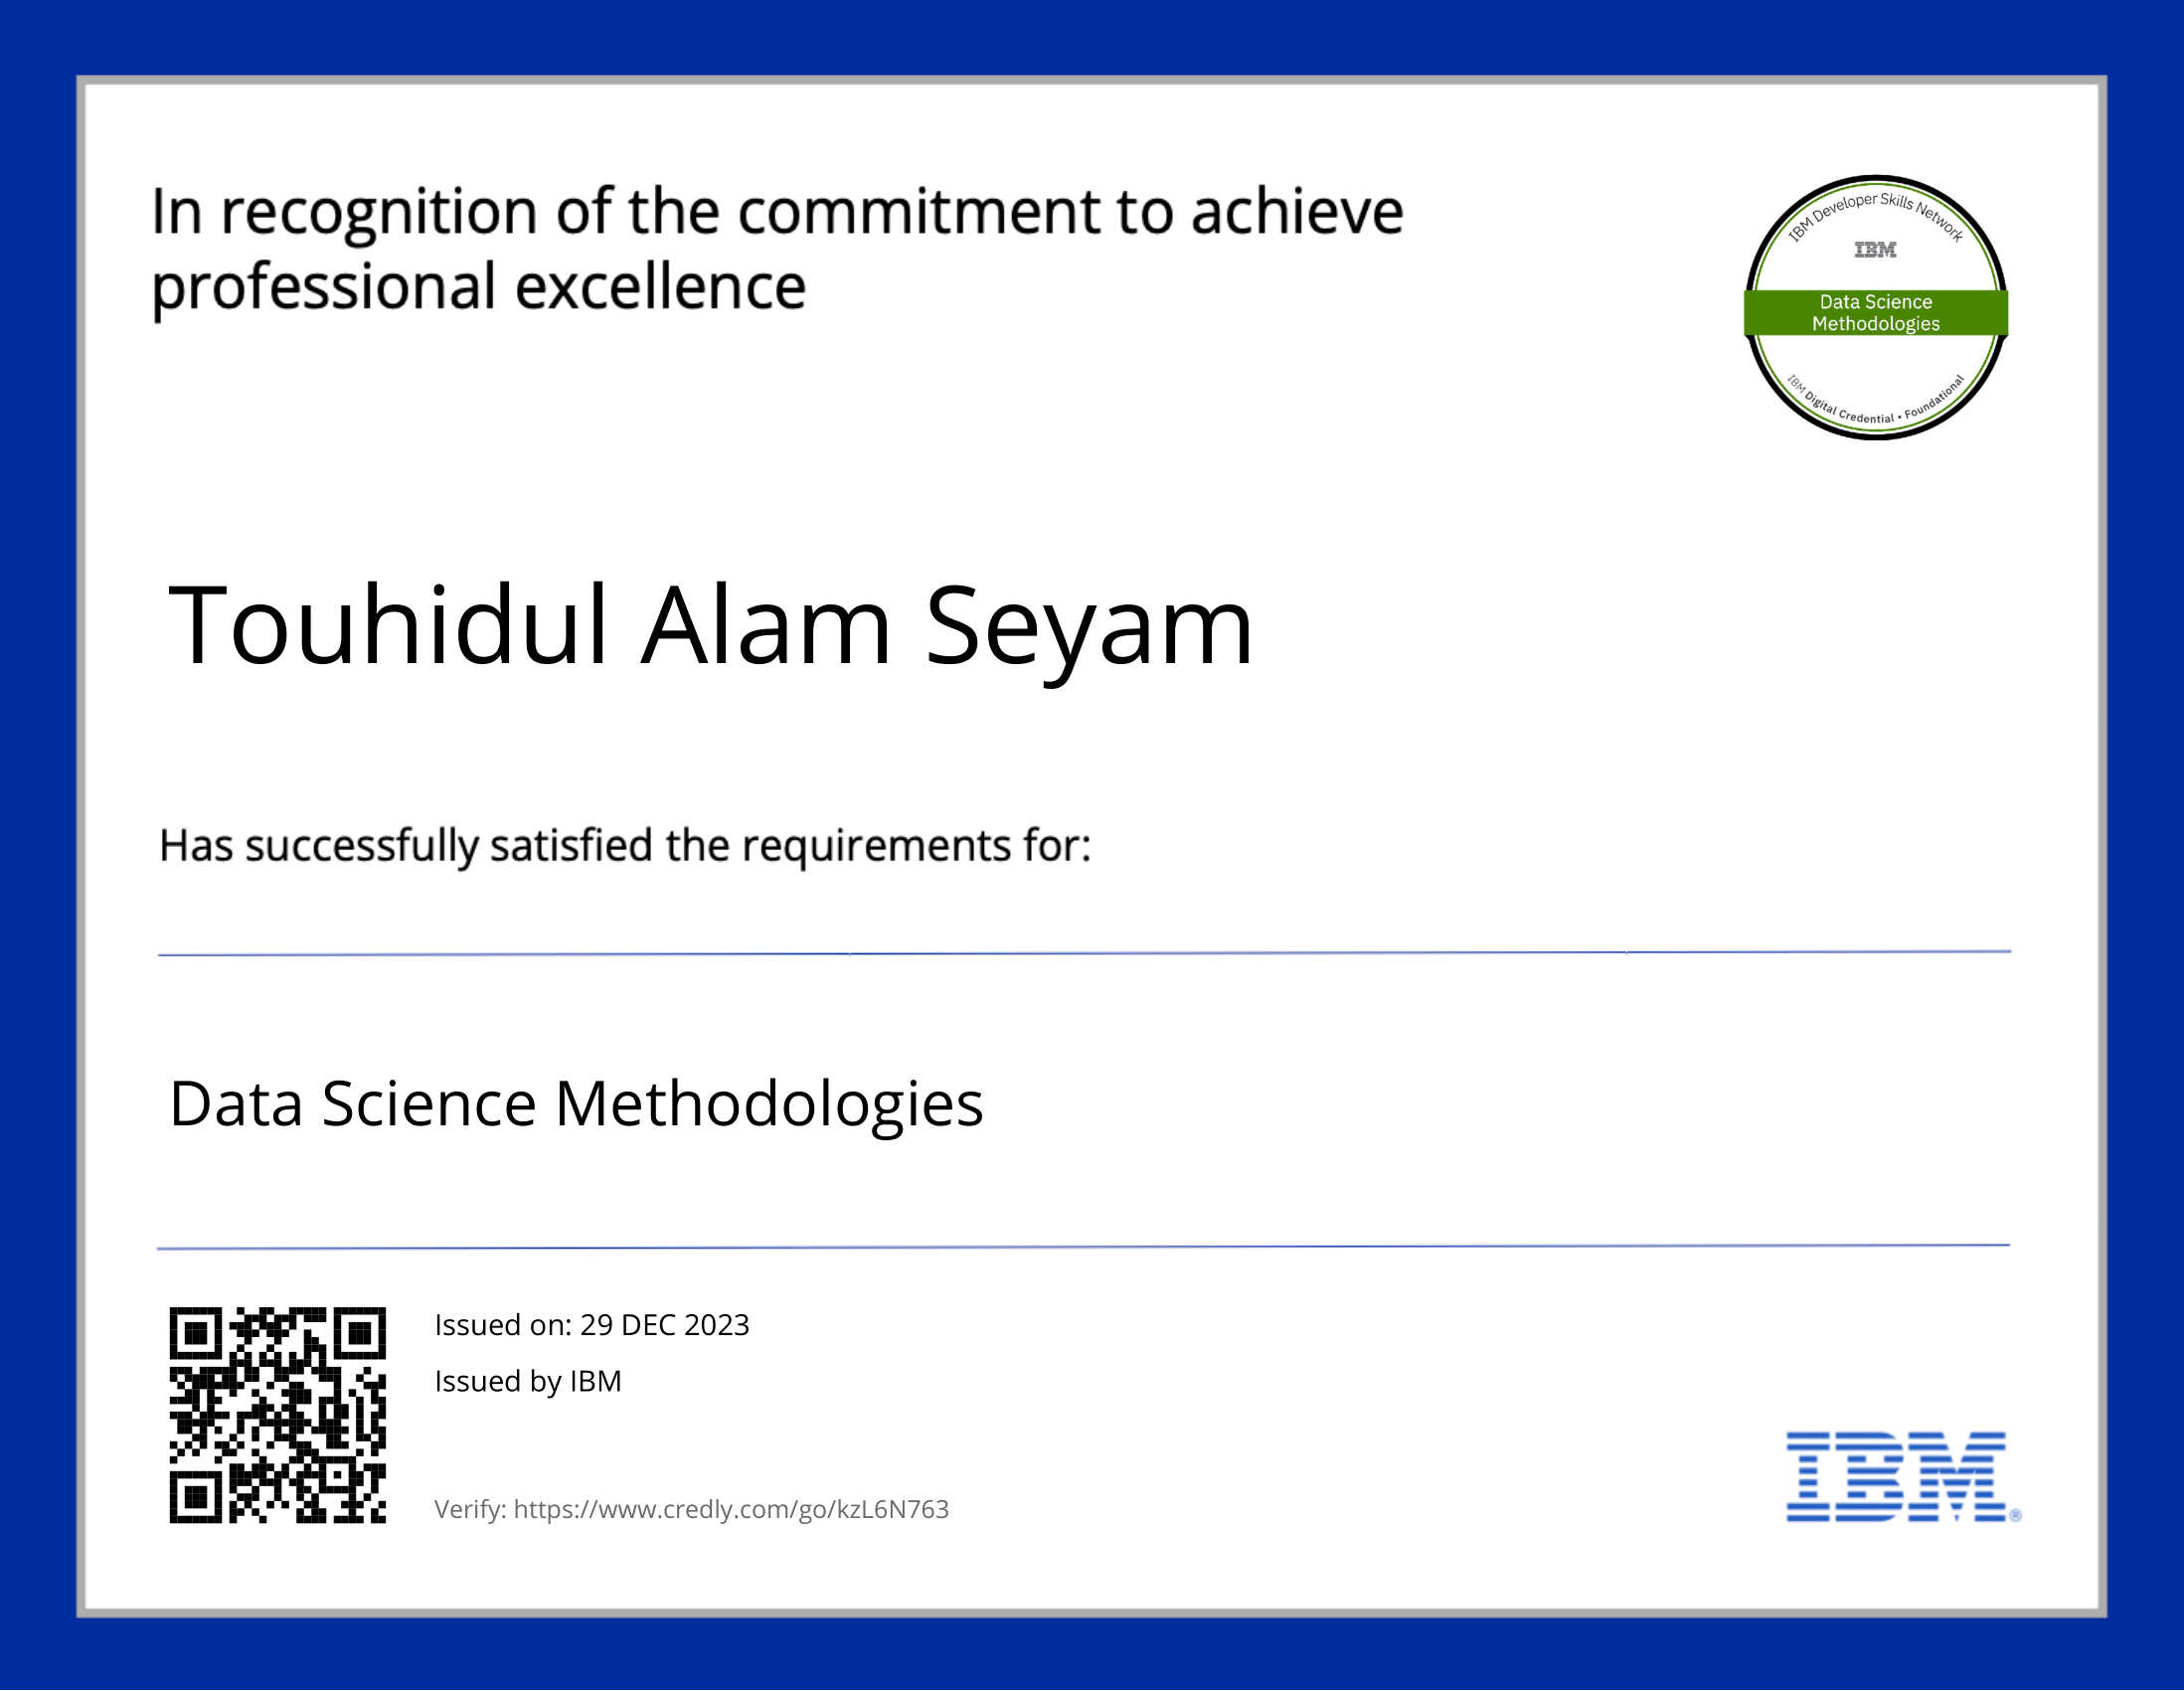 In recognition of the commitment to achieve
professional excellence
IBM Developer Skills Network
IBM
Data Science
Methodologies
IBM Digital Credential • Foundational
Touhidul Alam Seyam
Has successfully satisfied the requirements for:
Data Science Methodologies
Issued on: 29 DEC 2023
Issued by IBM
Verify: https://www.credly.com/go/kzL6N763
IBM®